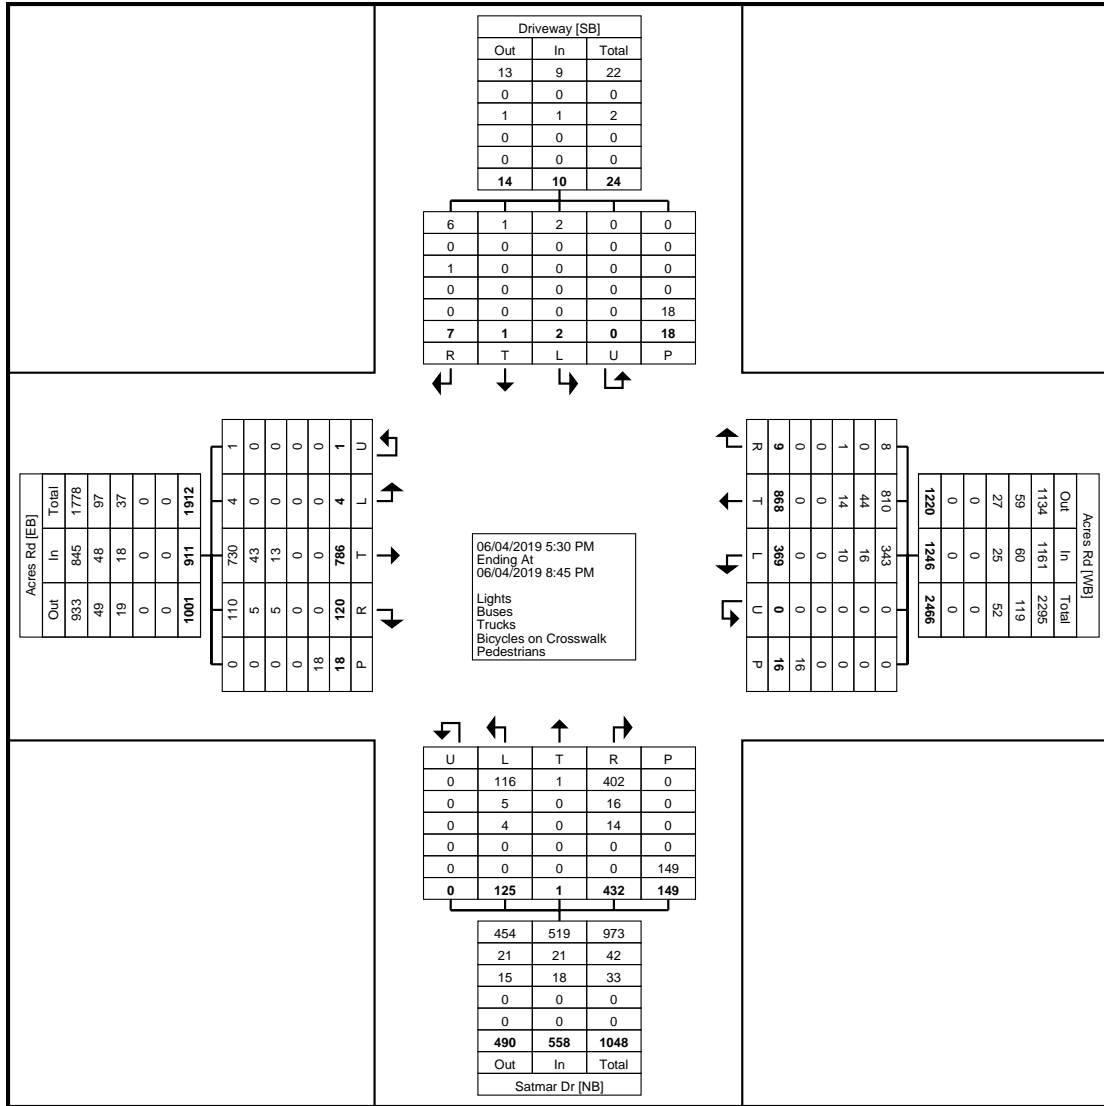 Driveway [SB]
Out In Total
13 9 22
0 0 0
1 1 2
0 0 0
0 0 0
14 10 24
6 1 2 0 0
0 0 0 0 0
1 0 0 0 0
0 0 0 0 0
0 0 0 0 18
7 1 2 0 18
R T L U P
Acres Rd [EB]
Total 1778 97 37 0 0 1912
In 845 48 18 0 0 911
Out 933 49 19 0 0 1001
1 0 0 0 0 1 U
4 0 0 0 0 4 L
730 43 13 0 0 786 T
110 5 5 0 0 120 R
0 0 0 0 18 18 P
06/04/2019 5:30 PM
Ending At
06/04/2019 8:45 PM
Lights
Buses
Trucks
Bicycles on Crosswalk
Pedestrians
R 9 0 0 1 0 8
T 868 0 0 14 44 810
L 369 0 0 10 16 343
U 0 0 0 0 0 0
P 16 16 0 0 0 0
Acres Rd [WB]
1220 0 0 27 59 1134 Out
1246 0 0 25 60 1161 In
2466 0 0 52 119 2295 Total
U L T R P
0 116 1 402 0
0 5 0 16 0
0 4 0 14 0
0 0 0 0 0
0 0 0 0 149
0 125 1 432 149
454 519 973
21 21 42
15 18 33
0 0 0
0 0 0
490 558 1048
Out In Total
Satmar Dr [NB]